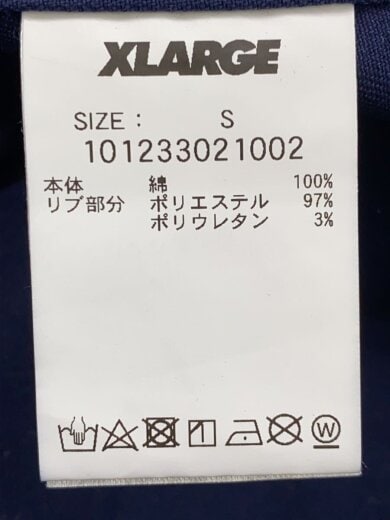 XLARGE
SIZE : S
101233021002
本体 綿 100%
リブ部分 ポリエステル 97%
ポリウレタン 3%
W